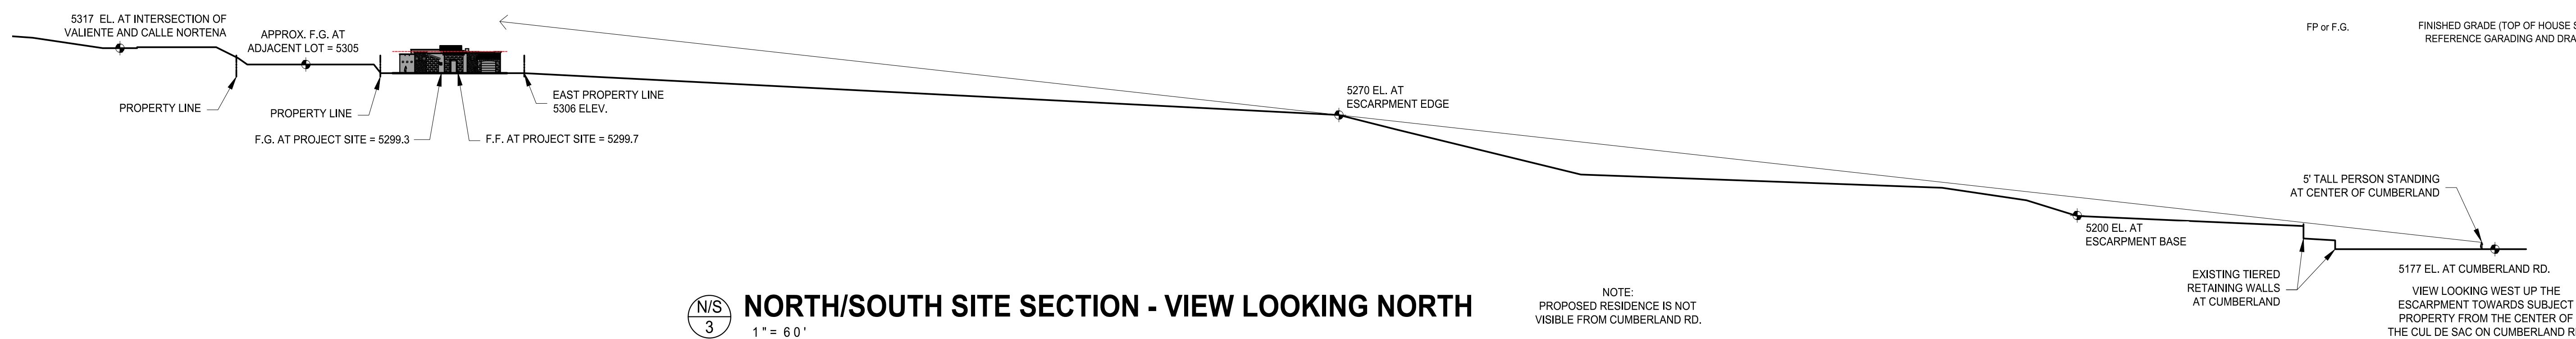 5317 EL. AT INTERSECTION OF
VALIENTE AND CALLE NORTENA
APPROX. F.G. AT
ADJACENT LOT = 5305
PROPERTY LINE
PROPERTY LINE
F.G. AT PROJECT SITE = 5299.3
F.F. AT PROJECT SITE = 5299.7
EAST PROPERTY LINE
5306 ELEV.
5270 EL. AT
ESCARPMENT EDGE
FP or F.G.
FINISHED GRADE (TOP OF HOUSE S
REFERENCE GARADING AND DRA
5' TALL PERSON STANDING
AT CENTER OF CUMBERLAND
5200 EL. AT
ESCARPMENT BASE
EXISTING TIERED
RETAINING WALLS
AT CUMBERLAND
5177 EL. AT CUMBERLAND RD.
VIEW LOOKING WEST UP THE
ESCARPMENT TOWARDS SUBJECT
PROPERTY FROM THE CENTER OF
THE CUL DE SAC ON CUMBERLAND R
N/S
3
NORTH/SOUTH SITE SECTION - VIEW LOOKING NORTH
1" = 60'
NOTE:
PROPOSED RESIDENCE IS NOT
VISIBLE FROM CUMBERLAND RD.